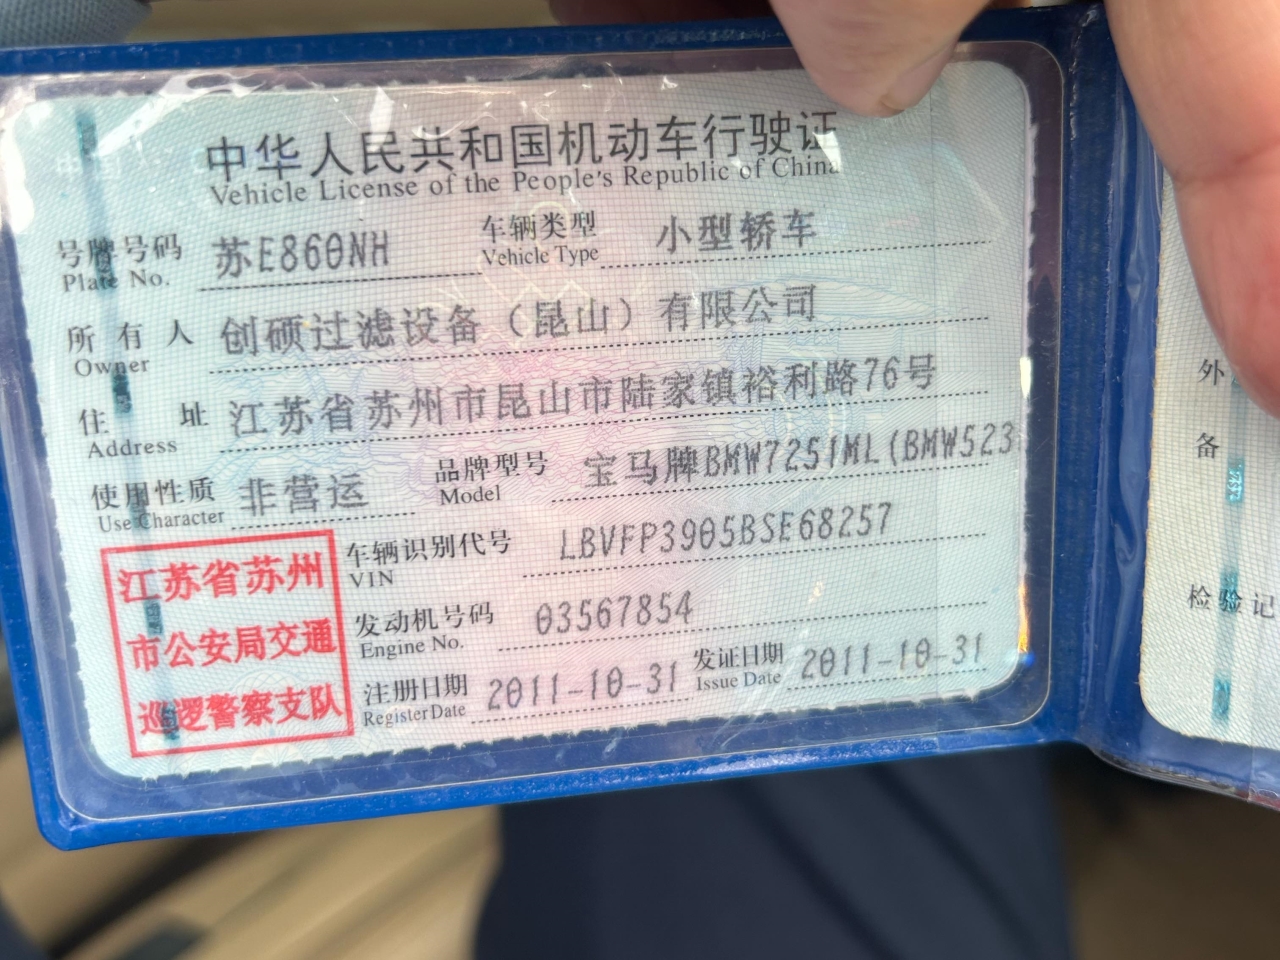 中华人民共和国机动车行驶证
Vehicle License of the People's Republic of China
号牌号码 苏E860NH 车辆类型 小型轿车
Plate No. Vehicle Type
所有人 创硕过滤设备（昆山）有限公司
Owner
住址 江苏省苏州市昆山市陆家镇裕利路76号
Address
使用性质 非营运 品牌型号 宝马牌BMW7251ML(BMW523
Use Character Model
车辆识别代号 LBVFP3905BSE68257
VIN
发动机号码 03567854
Engine No.
注册日期 2011-10-31 发证日期 2011-10-31
Register Date Issue Date
江苏省苏州
市公安局交通
巡逻警察支队
外
备
检验记